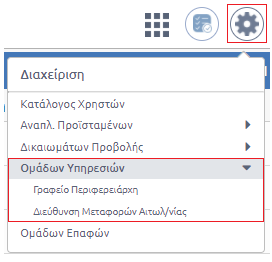 Διαχείριση
Κατάλογος Χρηστών
Αναπλ. Προϊσταμένων
Δικαιωμάτων Προβολής
Ομάδων Υπηρεσιών
Γραφείο Περιφερειάρχη
Διεύθυνση Μεταφορών Αιτωλ/νίας
Ομάδων Επαφών